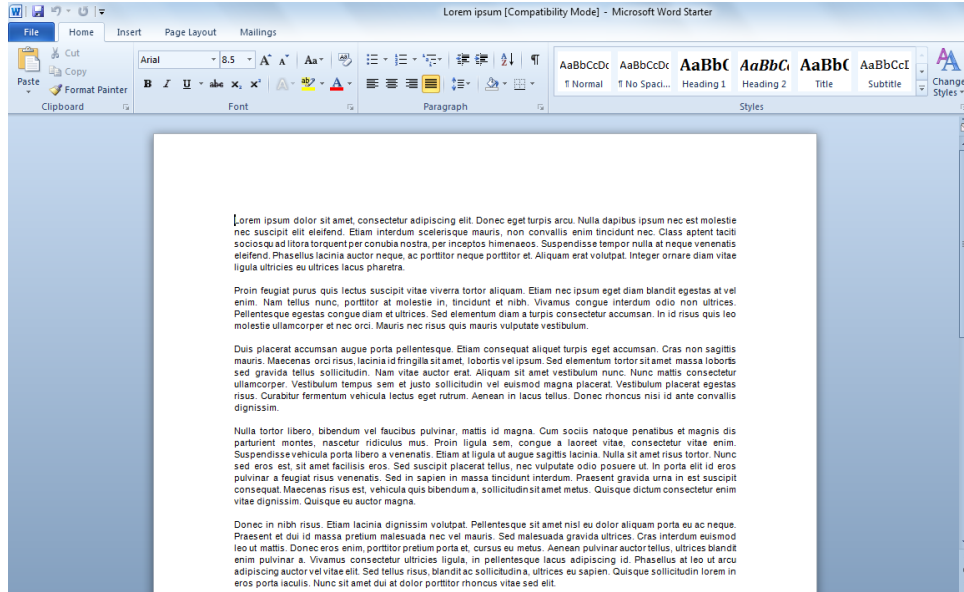 Lorem ipsum [Compatibility Mode] - Microsoft Word Starter
File Home Insert Page Layout Mailings
Paste
Cut
Copy
Format Painter
Clipboard
Arial 8.5
Font
Paragraph
AaBbCcDc AaBbCcDc AaBbC AaBbC AaBbC AaBbCcI
¶ Normal ¶ No Spaci... Heading 1 Heading 2 Title Subtitle
Change
Styles
Styles
Lorem ipsum dolor sit amet, consectetur adipiscing elit. Donec eget turpis arcu. Nulla dapibus ipsum nec est molestie
nec suscipit elit eleifend. Etiam interdum scelerisque mauris, non convallis enim tincidunt nec. Class aptent taciti
sociosqu ad litora torquent per conubia nostra, per inceptos himenaeos. Suspendisse tempor nulla at neque venenatis
eleifend. Phasellus lacinia auctor neque, ac porttitor neque porttitor et. Aliquam erat volutpat. Integer ornare diam vitae
ligula ultricies eu ultrices lacus pharetra.
Proin feugiat purus quis lectus suscipit vitae viverra tortor aliquam. Etiam nec ipsum eget diam blandit egestas at vel
enim. Nam tellus nunc, porttitor at molestie in, tincidunt et nibh. Vivamus congue interdum odio non ultrices.
Pellentesque egestas congue diam et ultrices. Sed elementum diam a turpis consectetur accumsan. In id risus quis leo
molestie ullamcorper et nec orci. Mauris nec risus quis mauris vulputate vestibulum.
Duis placerat accumsan augue porta pellentesque. Etiam consequat aliquet turpis eget accumsan. Cras non sagittis
mauris. Maecenas orci risus, lacinia id fringilla sit amet, lobortis vel ipsum. Sed elementum tortor sit amet massa lobortis
sed gravida tellus sollicitudin. Nam vitae auctor erat. Aliquam sit amet vestibulum nunc. Nunc mattis consectetur
ullamcorper. Vestibulum tempus sem et justo sollicitudin vel euismod magna placerat. Vestibulum placerat egestas
risus. Curabitur fermentum vehicula lectus eget rutrum. Aenean in lacus tellus. Donec rhoncus nisi id ante convallis
dignissim.
Nulla tortor libero, bibendum vel faucibus pulvinar, mattis id magna. Cum sociis natoque penatibus et magnis dis
parturient montes, nascetur ridiculus mus. Proin ligula sem, congue a laoreet vitae, consectetur vitae enim.
Suspendisse vehicula porta libero a venenatis. Etiam at ligula ut augue sagittis lacinia. Nulla sit amet risus tortor. Nunc
sed eros est, sit amet facilisis eros. Sed suscipit placerat tellus, nec vulputate odio posuere ut. In porta elit id eros
pulvinar a feugiat risus venenatis. Sed in sapien in massa tincidunt interdum. Praesent gravida urna in est suscipit
consequat. Maecenas risus est, vehicula quis bibendum a, sollicitudin sit amet metus. Quisque dictum consectetur enim
vitae dignissim. Quisque eu auctor magna.
Donec in nibh risus. Etiam lacinia dignissim volutpat. Pellentesque sit amet nisl eu dolor aliquam porta eu ac neque.
Praesent et dui id massa pretium malesuada nec vel mauris. Sed malesuada gravida ultrices. Cras interdum euismod
leo ut mattis. Donec eros enim, porttitor pretium porta et, cursus eu metus. Aenean pulvinar auctor tellus, ultrices blandit
enim pulvinar a. Vivamus consectetur ultricies ligula, in pellentesque lacus adipiscing id. Phasellus at leo ut arcu
adipiscing auctor vel vitae elit. Sed tellus risus, blandit ac sollicitudin a, ultrices eu sapien. Quisque sollicitudin lorem in
eros porta iaculis. Nunc sit amet dui at dolor porttitor rhoncus vitae sed elit.